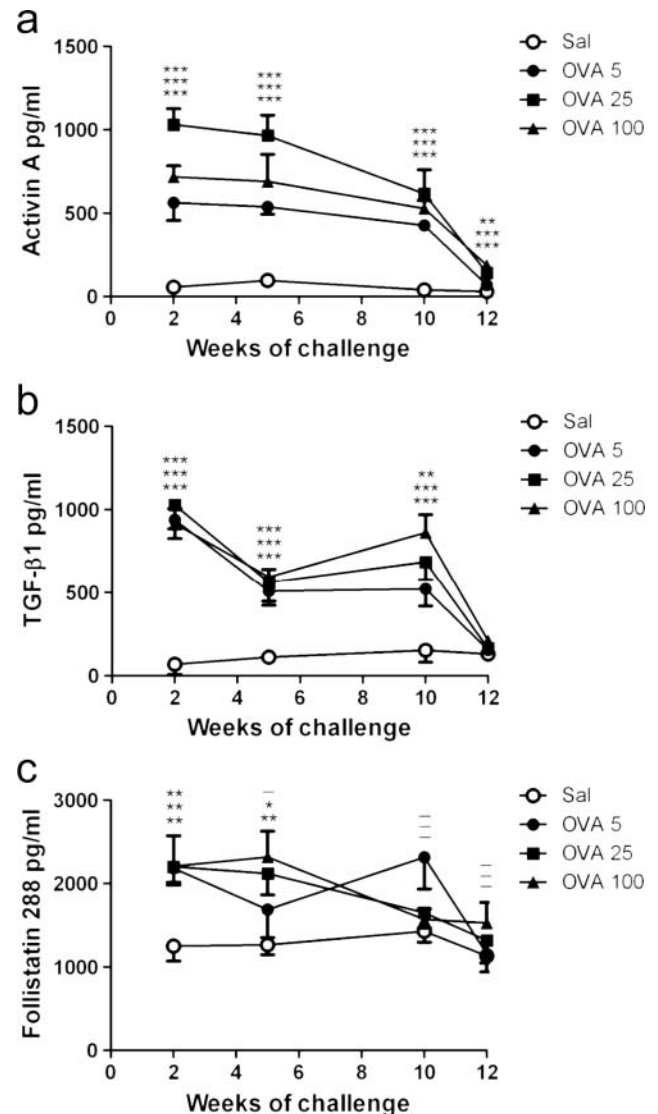 a
1500
1000
500
0
Activin A pg/ml
***
***
***
***
***
***
***
***
***
**
***
***
Sal
OVA 5
OVA 25
OVA 100
0 2 4 6 8 10 12
Weeks of challenge
b
1500
1000
500
0
TGF-β1 pg/ml
***
***
***
***
***
***
**
***
***
Sal
OVA 5
OVA 25
OVA 100
0 2 4 6 8 10 12
Weeks of challenge
c
3000
2000
1000
0
Follistatin 288 pg/ml
**
**
**
—
*
**
—
—
—
—
—
—
Sal
OVA 5
OVA 25
OVA 100
0 2 4 6 8 10 12
Weeks of challenge